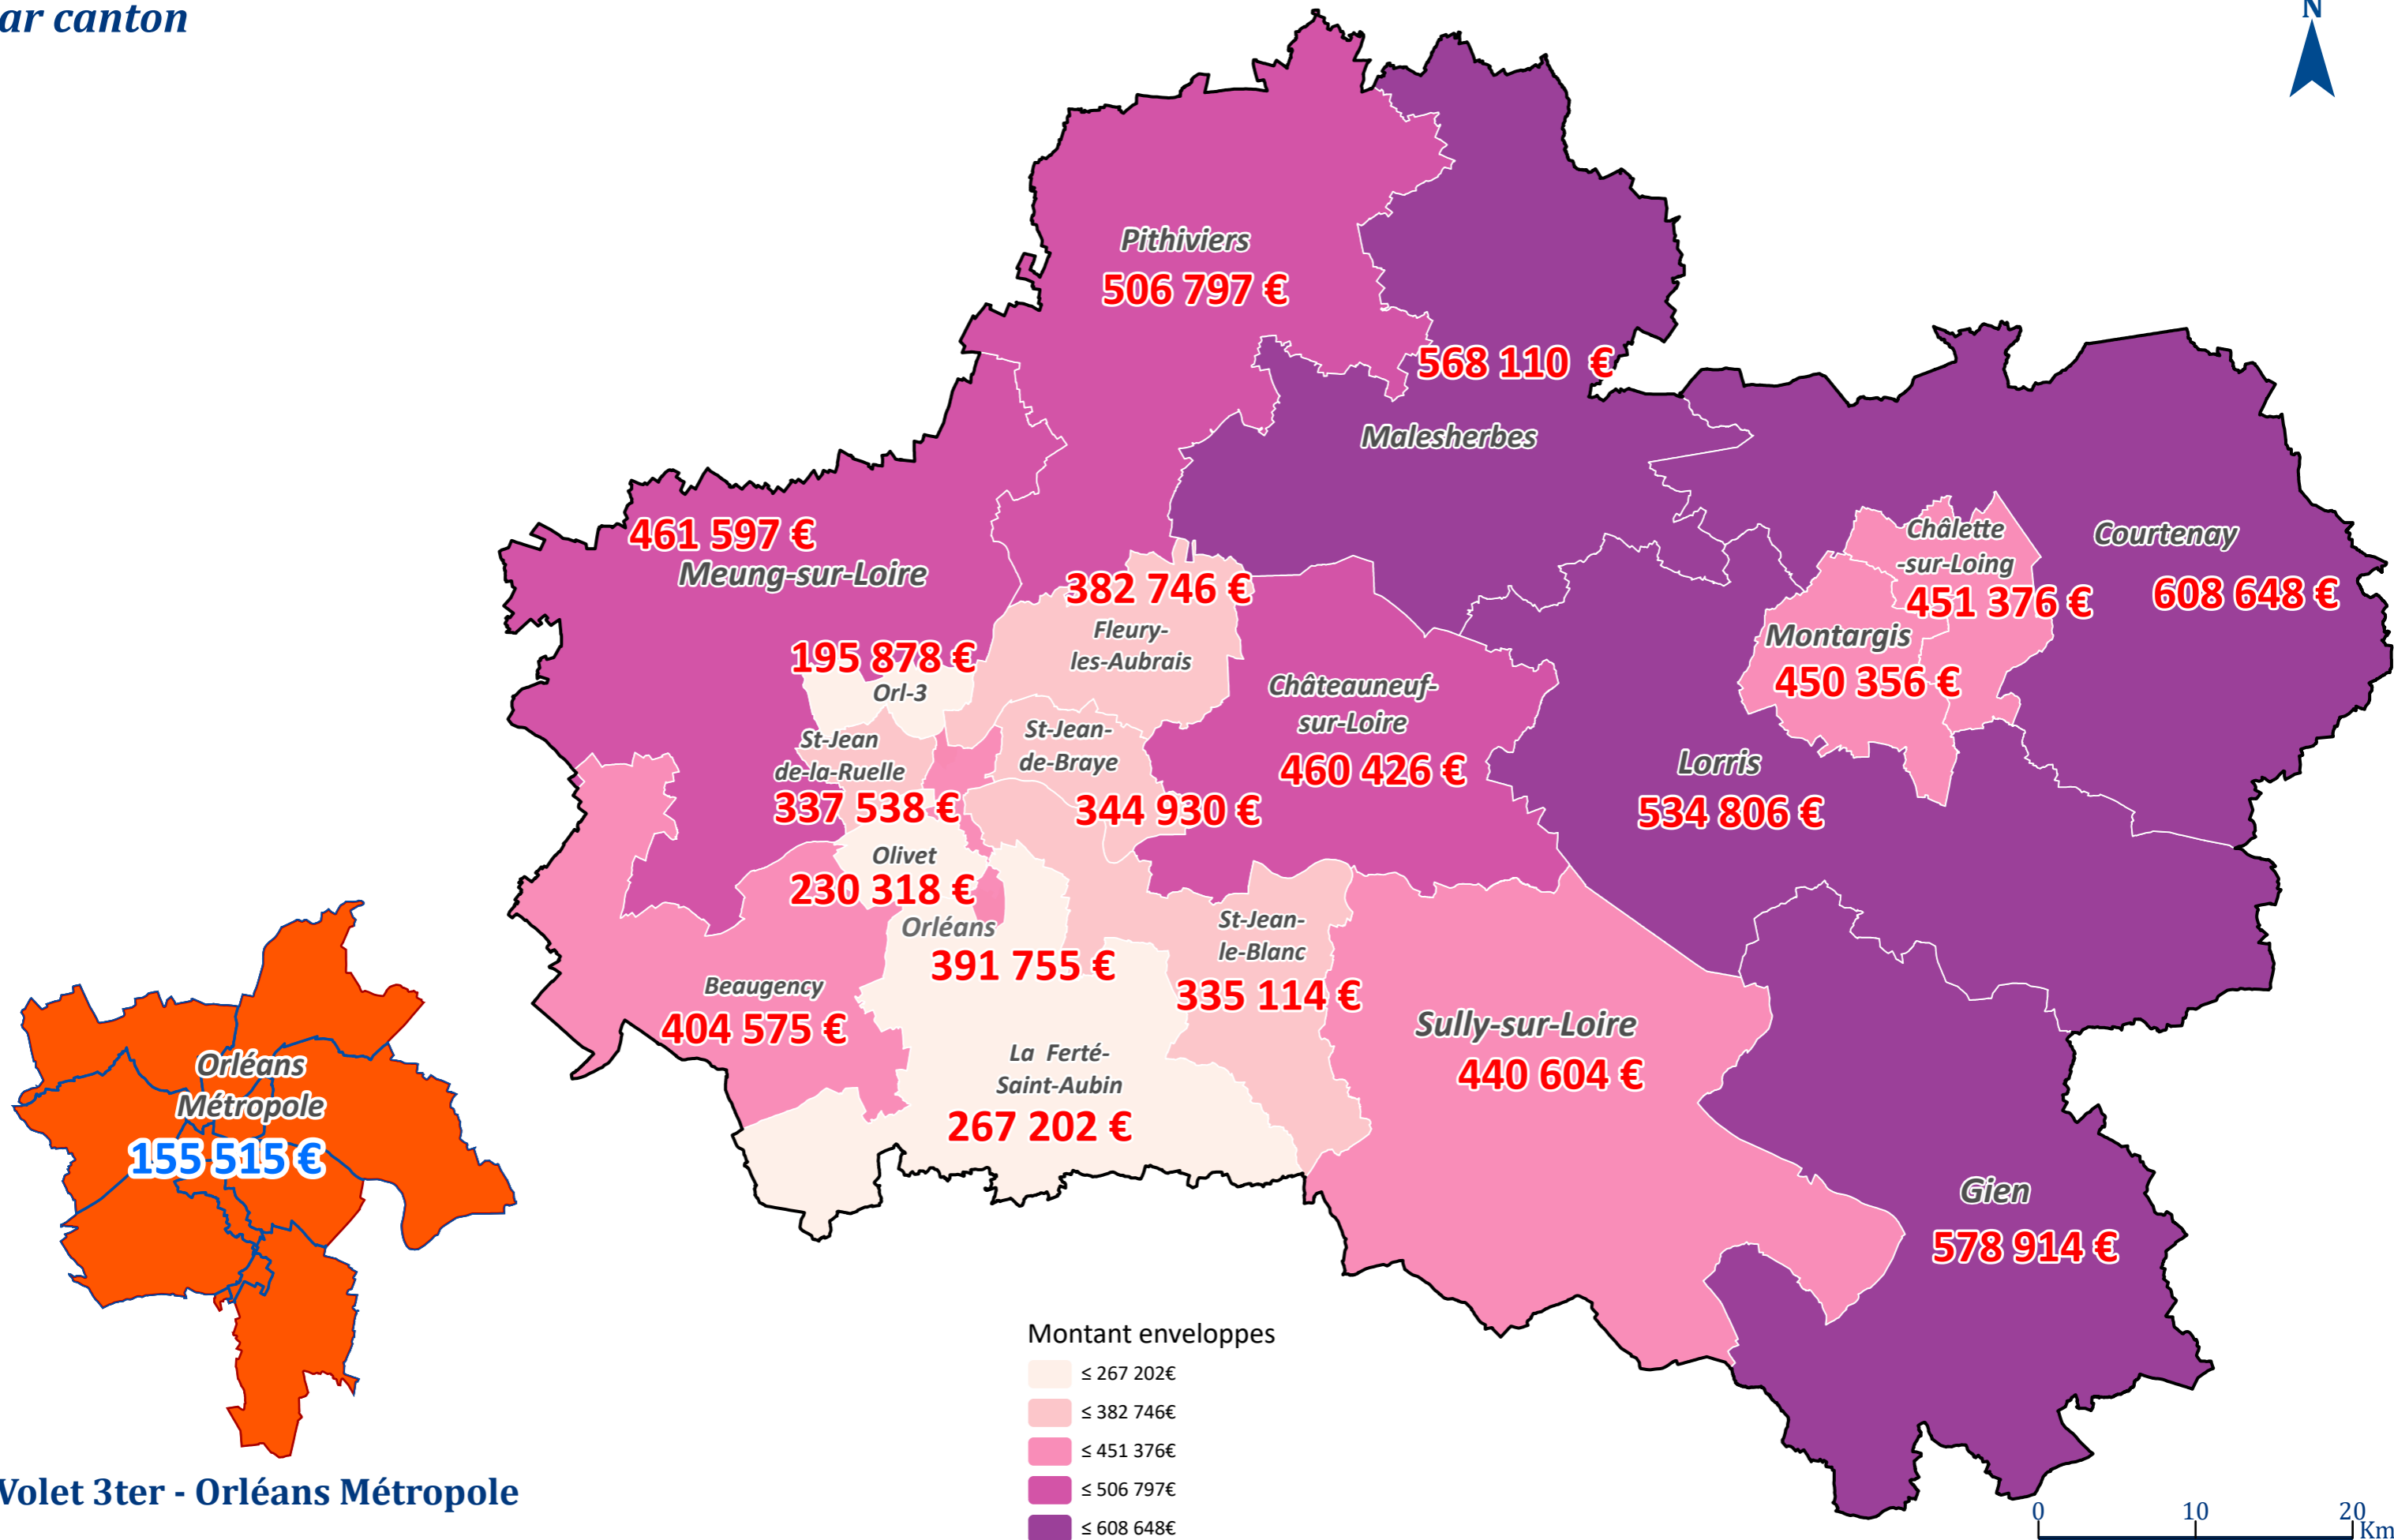 ar canton
N
Pithiviers
506 797 €
568 110 €
Malesherbes
461 597 €
Meung-sur-Loire
382 746 €
Fleury-
les-Aubrais
Châlette
-sur-Loing
451 376 €
Courtenay
608 648 €
Montargis
450 356 €
195 878 €
Orl-3
Châteauneuf-
sur-Loire
460 426 €
St-Jean
de-la-Ruelle
337 538 €
St-Jean-
de-Braye
344 930 €
Lorris
534 806 €
Olivet
230 318 €
Orléans
391 755 €
St-Jean-
le-Blanc
335 114 €
Beaugency
404 575 €
La Ferté-
Saint-Aubin
267 202 €
Sully-sur-Loire
440 604 €
Gien
578 914 €
Orléans
Métropole
155 515 €
Volet 3ter - Orléans Métropole
Montant enveloppes
≤ 267 202€
≤ 382 746€
≤ 451 376€
≤ 506 797€
≤ 608 648€
0 10 20
Km